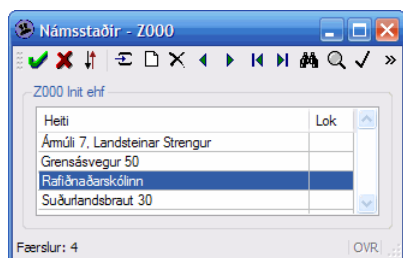 Námsstaðir - Z000
Z000 Init ehf
Heiti Lok
Ármúli 7, Landsteinar Strengur
Grensásvegur 50
Rafiðnaðarskólinn
Suðurlandsbraut 30
Færslur: 4 OVR